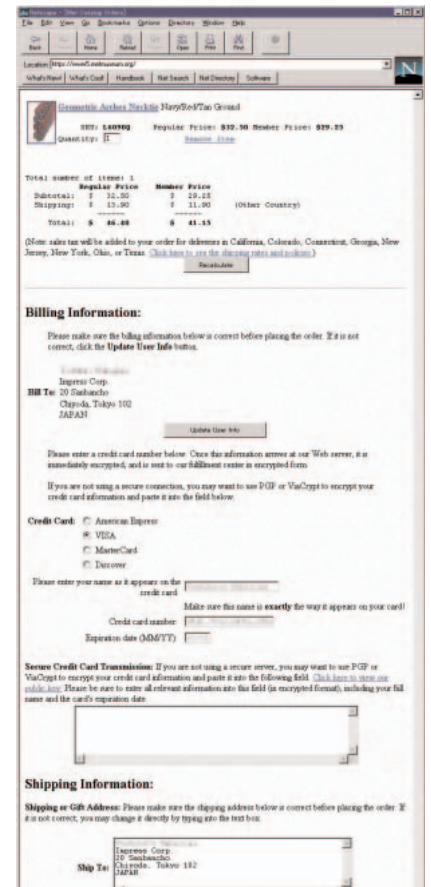 Netscape - [Met Catalog Orders]
File Edit View Go Bookmarks Options Directory Window Help
Back Home Reload Open Print Find
Location: https://www5.metmuseum.org/
What's New! What's Cool! Handbook Net Search Net Directory Software
Geometric Arches Necktie Navy/Red/Tan Ground
SKU: L4098Q Regular Price: $32.50 Member Price: $29.25
Quantity: 1 Remove Item
Total number of items: 1
Regular Price Member Price
Subtotal: $ 32.50 $ 29.25
Shipping: $ 13.90 $ 11.90 (Other Country)
------ ------
Total: $ 46.40 $ 41.15
(Note: sales tax will be added to your order for deliveries in California, Colorado, Connecticut, Georgia, New
Jersey, New York, Ohio, or Texas. Click here to see the shipping rates and policies.)
Recalculate
Billing Information:
Please make sure the billing information below is correct before placing the order. If it is not
correct, click the Update User Info button.
Impress Corp.
Bill To: 20 Sanbancho
Chiyoda, Tokyo 102
JAPAN
Update User Info
Please enter a credit card number below. Once this information arrives at our Web server, it is
immediately encrypted, and is sent to our fulfillment center in encrypted form.
If you are not using a secure connection, you may want to use PGP or ViaCrypt to encrypt your
credit card information and paste it into the field below.
Credit Card: American Express
VISA
MasterCard
Discover
Please enter your name as it appears on the
credit card:
Make sure this name is exactly the way it appears on your card!
Credit card number:
Expiration date (MM/YY):
Secure Credit Card Transmission: If you are not using a secure server, you may want to use PGP or
ViaCrypt to encrypt your credit card information and paste it into the following field. Click here to view our
public key. Please be sure to enter all relevant information into this field (in encrypted format), including your full
name and the card's expiration date.
Shipping Information:
Shipping or Gift Address: Please make sure the shipping address below is correct before placing the order. If
it is not correct, you may change it directly by typing into the text box.
Impress Corp.
20 Sanbancho
Ship To: Chiyoda, Tokyo 102
JAPAN